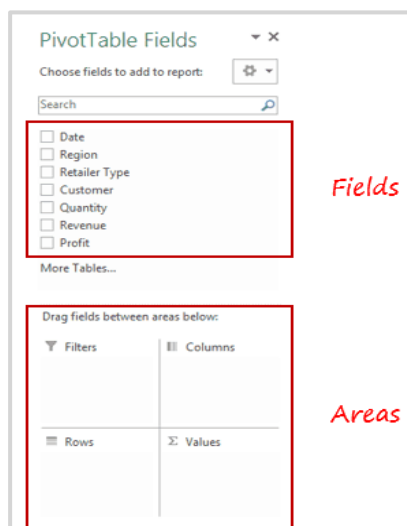 PivotTable Fields
Choose fields to add to report:
Search
Date
Region
Retailer Type
Customer
Quantity
Revenue
Profit
Fields
More Tables...
Drag fields between areas below:
Filters
Columns
Areas
Rows
Σ Values